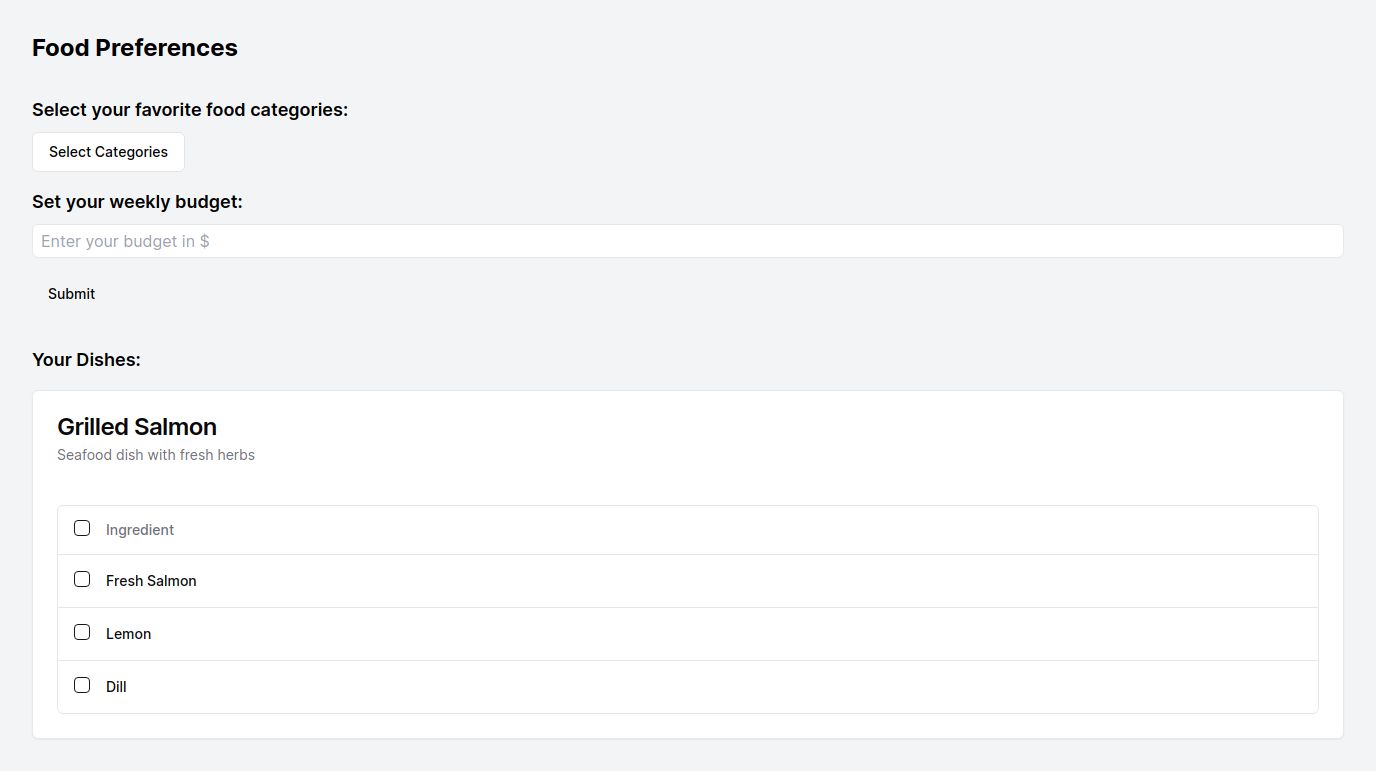 Food Preferences
Select your favorite food categories:
Select Categories
Set your weekly budget:
Enter your budget in $
Submit
Your Dishes:
Grilled Salmon
Seafood dish with fresh herbs
Ingredient
Fresh Salmon
Lemon
Dill